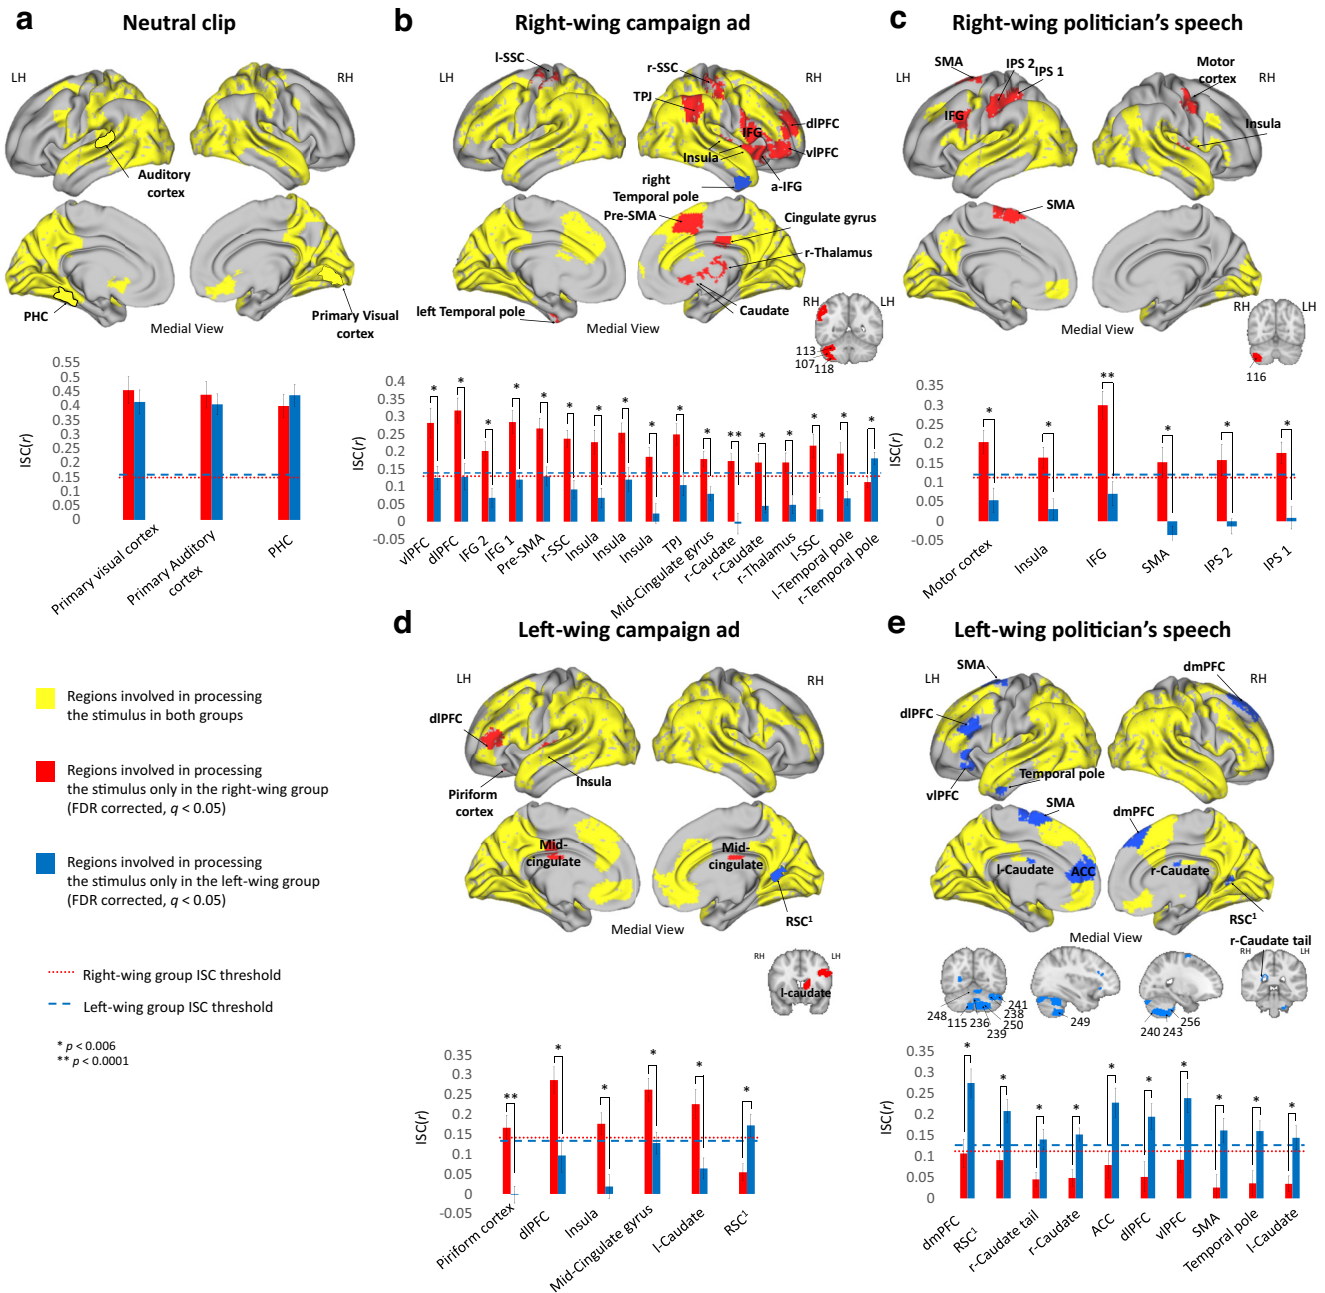 a
Neutral clip
LH
RH
Auditory
cortex
PHC
Medial View
Primary Visual
cortex
0.55
0.5
0.45
0.4
0.35
0.3
0.25
0.2
0.15
0.1
0.05
0
ISC(r)
Primary visual cortex
Primary Auditory
cortex
PHC
b
Right-wing campaign ad
LH
RH
l-SSC
r-SSC
TPJ
IFG
dlPFC
Insula
vlPFC
a-IFG
right
Temporal pole
Pre-SMA
Cingulate gyrus
r-Thalamus
Caudate
left Temporal pole
Medial View
RH
LH
113
107
118
0.4
0.35
0.3
0.25
0.2
0.15
0.1
0.05
0
-0.05
ISC(r)
* * * * * * * * * * * ** * * * * *
vlPFC
dlPFC
IFG 2
IFG 1
Pre-SMA
r-SSC
Insula
Insula
Insula
TPJ
Mid-Cingulate gyrus
r-Caudate
r-Caudate
r-Thalamus
l-SSC
l-Temporal pole
r-Temporal pole
c
Right-wing politician's speech
LH
RH
SMA
IPS 2
IPS 1
Motor
cortex
IFG
Insula
SMA
Medial View
RH
LH
116
0.35
0.3
0.25
0.2
0.15
0.1
0.05
0
-0.05
ISC(r)
* * ** * * *
Motor cortex
Insula
IFG
SMA
IPS 2
IPS 1
Regions involved in processing
the stimulus in both groups
Regions involved in processing
the stimulus only in the right-wing group
(FDR corrected, q < 0.05)
Regions involved in processing
the stimulus only in the left-wing group
(FDR corrected, q < 0.05)
Right-wing group ISC threshold
Left-wing group ISC threshold
* p < 0.006
** p < 0.0001
d
Left-wing campaign ad
LH
RH
dlPFC
Piriform
cortex
Insula
Mid-
cingulate
Mid-
cingulate
RSC¹
Medial View
RH
LH
l-caudate
0.35
0.3
0.25
0.2
0.15
0.1
0.05
0
-0.05
ISC(r)
** * * * * *
Piriform cortex
dlPFC
Insula
Mid-Cingulate gyrus
l-Caudate
RSC¹
e
Left-wing politician's speech
LH
RH
SMA
dmPFC
dlPFC
vlPFC
Temporal pole
SMA
dmPFC
l-Caudate
ACC
r-Caudate
RSC¹
Medial View
r-Caudate tail
RH
LH
248
115
236
241
238
250
239
249
240
243
256
0.35
0.3
0.25
0.2
0.15
0.1
0.05
0
ISC(r)
* * * * * * * * * *
dmPFC
RSC¹
r-Caudate tail
r-Caudate
ACC
dlPFC
vlPFC
SMA
Temporal pole
l-Caudate